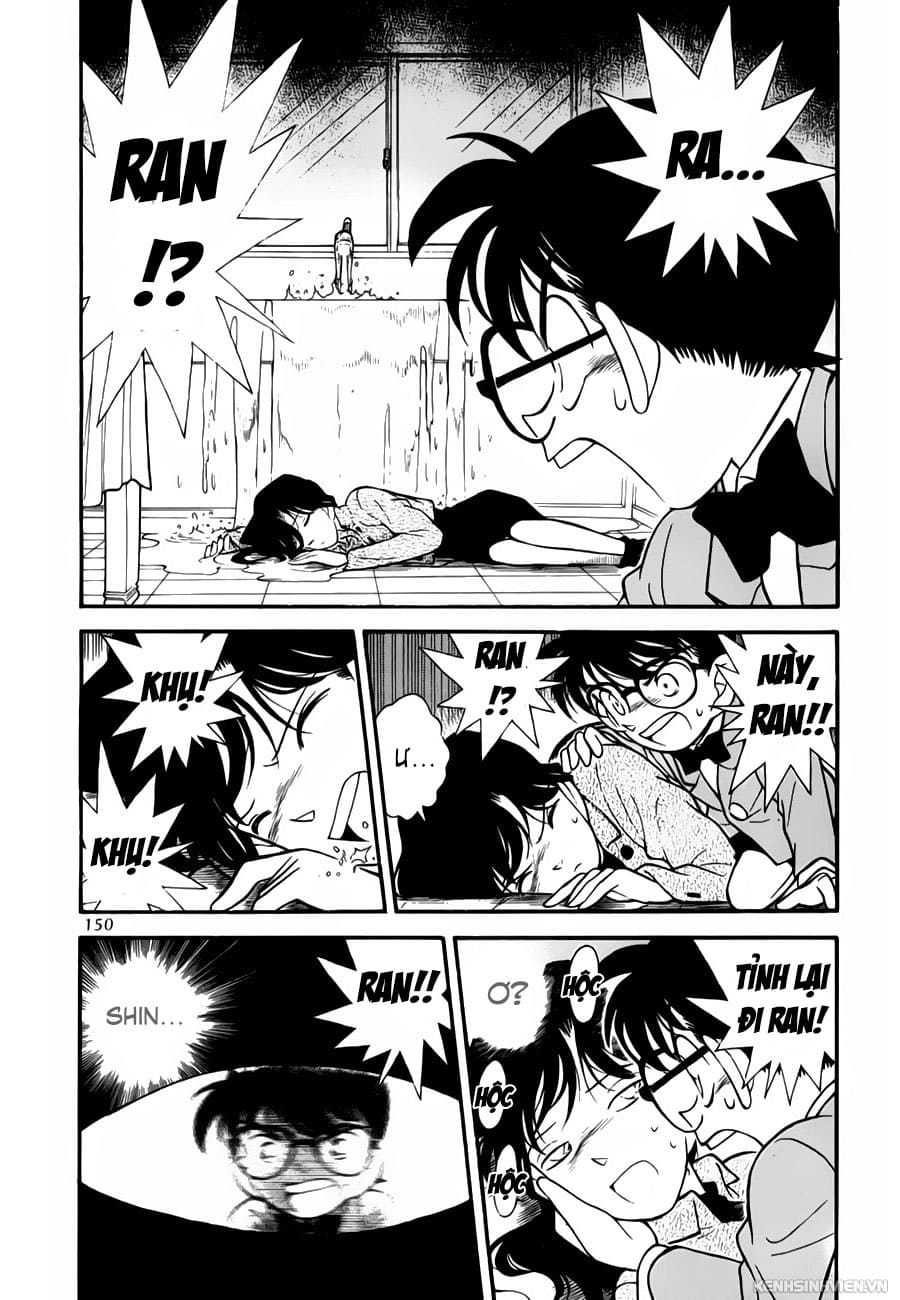 RA...
RAN
!?
NÀY,
RAN!!
RAN
!?
Ư...
KHỤ!
KHỤ!
150
TỈNH LẠI
ĐI RAN!
HỘC
Ơ?
HỘC
HỘC
RAN!!
SHIN...
KENHSINHVIEN.VN